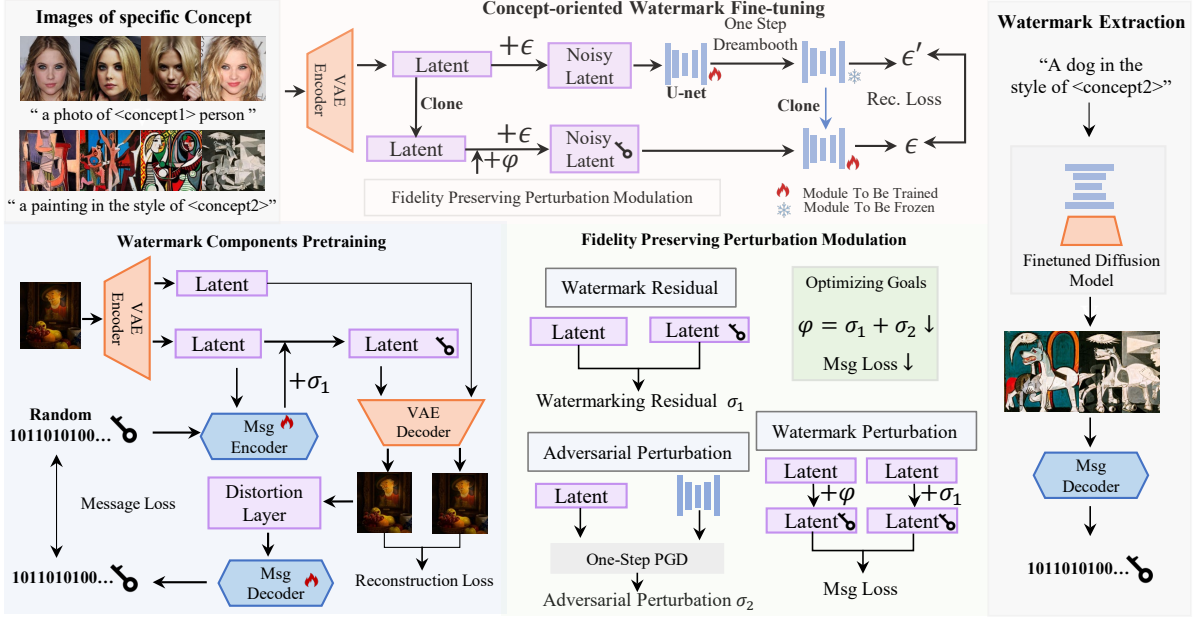 Images of specific Concept
“ a photo of <concept1> person ”
“ a painting in the style of <concept2>”
Concept-oriented Watermark Fine-tuning
VAE
Encoder
Latent
+ϵ
Noisy
Latent
U-net
One Step
Dreambooth
ϵ′
Clone
Clone
Rec. Loss
Latent
+ϵ
+φ
Noisy
Latent
ϵ
Fidelity Preserving Perturbation Modulation
Module To Be Trained
Module To Be Frozen
Watermark Components Pretraining
VAE
Encoder
Latent
Latent
Latent
+σ1
Random
1011010100...
Msg
Encoder
VAE
Decoder
Message Loss
Distortion
Layer
Reconstruction Loss
1011010100...
Msg
Decoder
Fidelity Preserving Perturbation Modulation
Watermark Residual
Latent
Latent
Watermarking Residual σ1
Optimizing Goals
φ = σ1 + σ2 ↓
Msg Loss ↓
Adversarial Perturbation
Latent
One-Step PGD
Adversarial Perturbation σ2
Watermark Perturbation
Latent
Latent
+φ
+σ1
Latent
Latent
Msg Loss
Watermark Extraction
“A dog in the
style of <concept2>”
Finetuned Diffusion
Model
Msg
Decoder
1011010100...